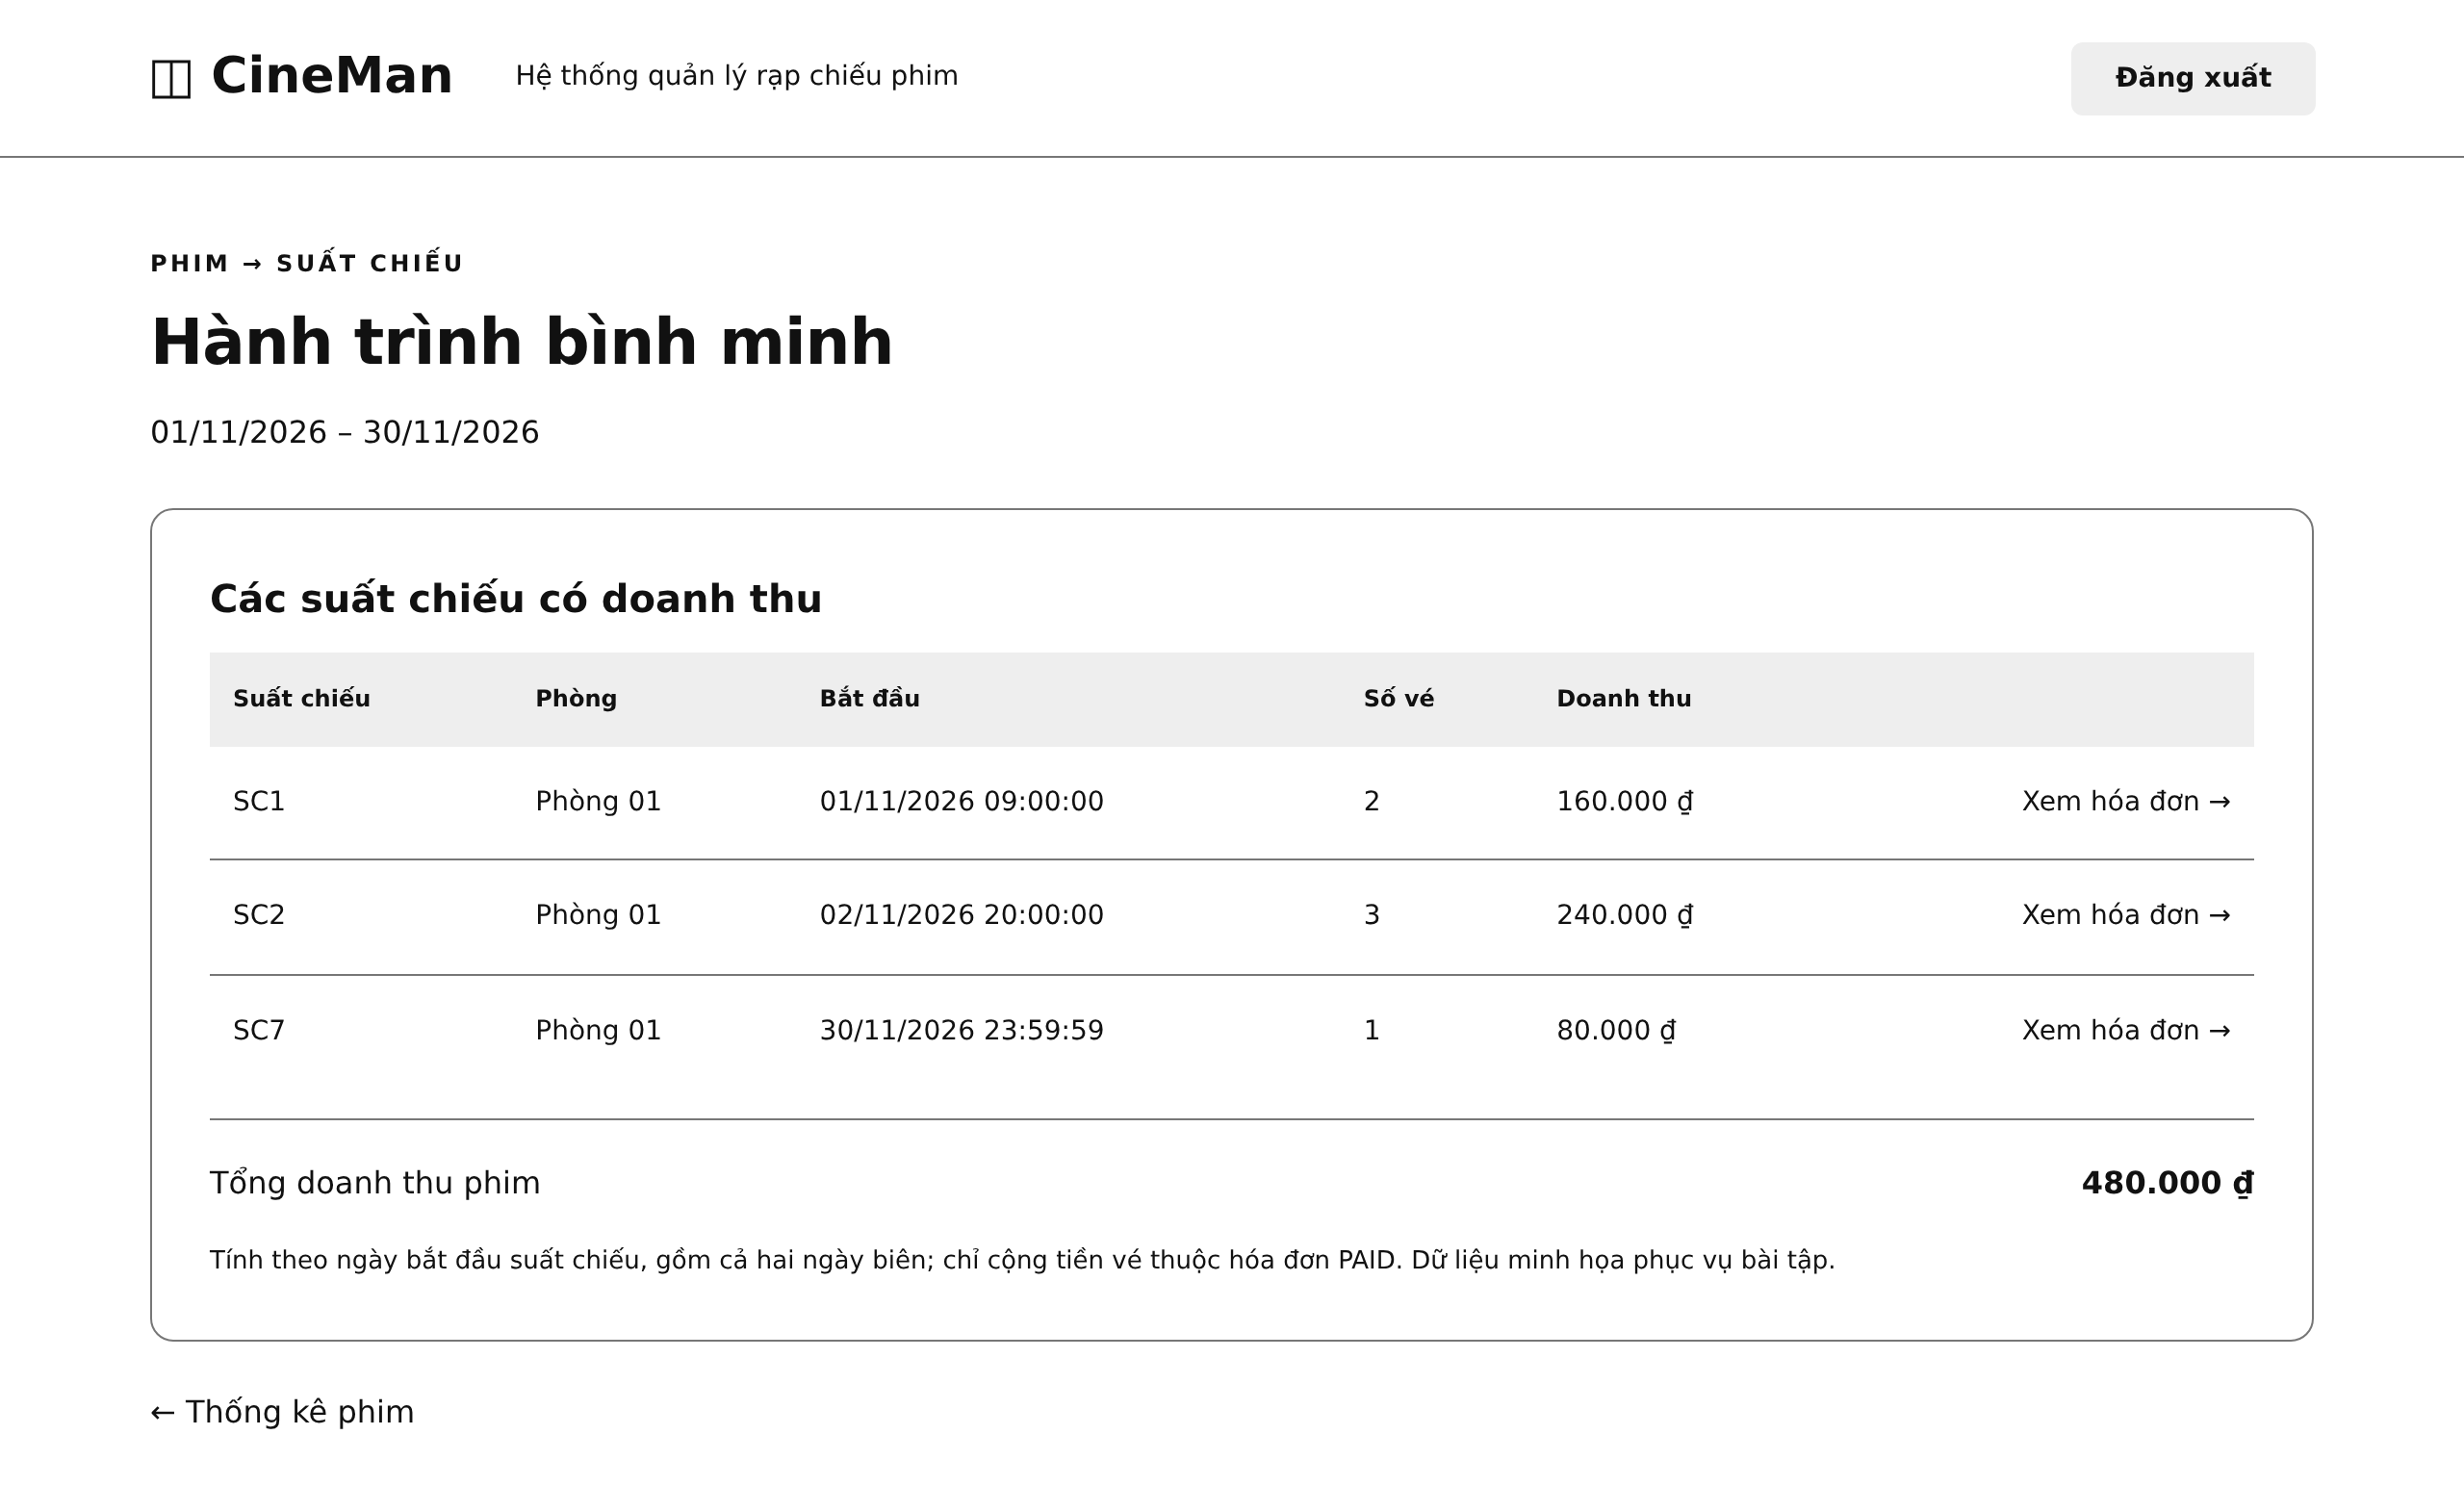 CineMan Hệ thống quản lý rạp chiếu phim Đăng xuất
PHIM → SUẤT CHIẾU
Hành trình bình minh
01/11/2026 – 30/11/2026
Các suất chiếu có doanh thu
Suất chiếu Phòng Bắt đầu Số vé Doanh thu
SC1 Phòng 01 01/11/2026 09:00:00 2 160.000 ₫ Xem hóa đơn →
SC2 Phòng 01 02/11/2026 20:00:00 3 240.000 ₫ Xem hóa đơn →
SC7 Phòng 01 30/11/2026 23:59:59 1 80.000 ₫ Xem hóa đơn →
Tổng doanh thu phim 480.000 ₫
Tính theo ngày bắt đầu suất chiếu, gồm cả hai ngày biên; chỉ cộng tiền vé thuộc hóa đơn PAID. Dữ liệu minh họa phục vụ bài tập.
← Thống kê phim